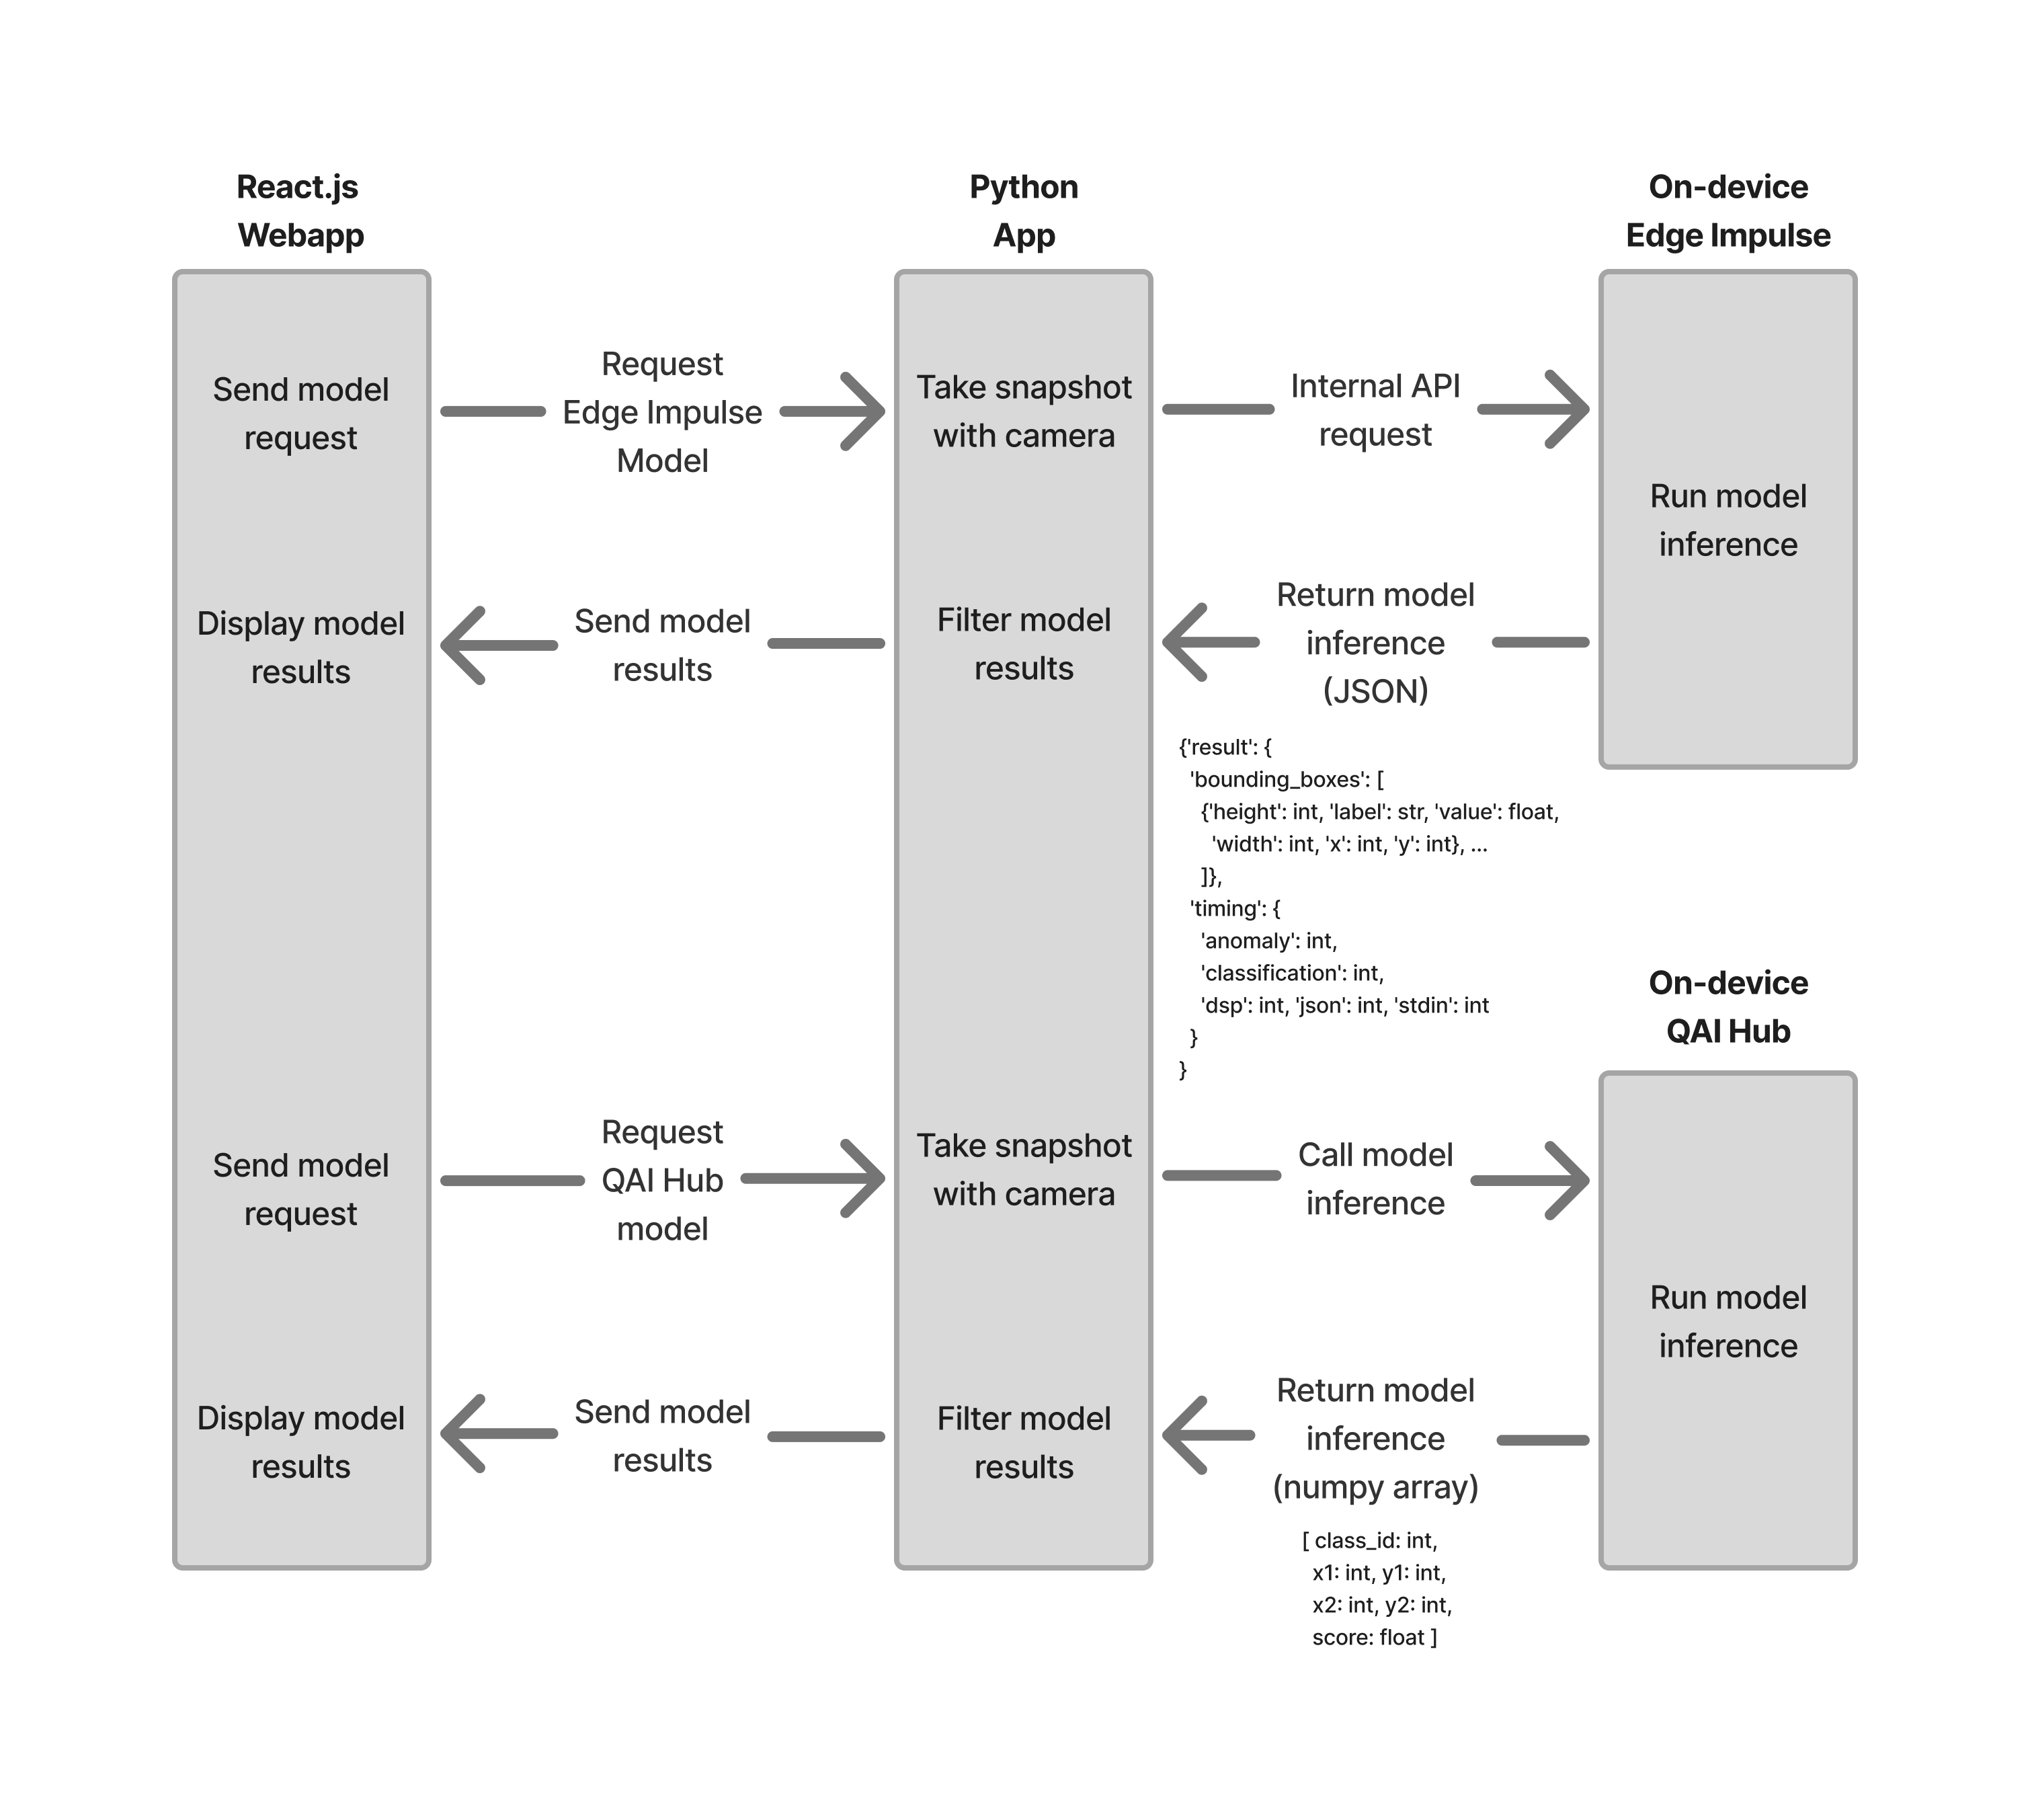 React.js
Webapp
Python
App
On-device
Edge Impulse
Send model
request
Request
Edge Impulse
Model
Take snapshot
with camera
Internal API
request
Run model
inference
Display model
results
Send model
results
Filter model
results
Return model
inference
(JSON)
{'result': {
'bounding_boxes': [
{'height': int, 'label': str, 'value': float,
'width': int, 'x': int, 'y': int}, ...
]},
'timing': {
'anomaly': int,
'classification': int,
'dsp': int, 'json': int, 'stdin': int
}
}
On-device
QAI Hub
Send model
request
Request
QAI Hub
model
Take snapshot
with camera
Call model
inference
Run model
inference
Display model
results
Send model
results
Filter model
results
Return model
inference
(numpy array)
[ class_id: int,
x1: int, y1: int,
x2: int, y2: int,
score: float ]